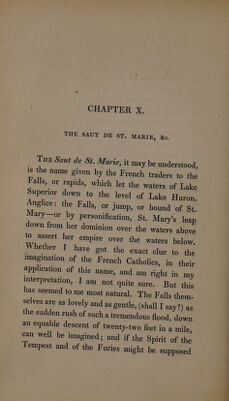 CHAPTER X.
THE SAUT DE ST. MARIE, &c.
THE Saut de St. Marie, it may be understood,
is the name given by the French traders to the
Falls, or rapids, which let the waters of Lake
Superior down to the level of Lake Huron.
Anglice: the Falls, or jump, or bound of St.
Mary—or by personification, St. Mary's leap
down from her dominion over the waters above
to assert her empire over the waters below.
Whether I have got the exact clue to the
imagination of the French Catholics, in their
application of this name, and am right in my
interpretation, I am not quite sure. But this
has seemed to me most natural. The Falls them-
selves are as lovely and as gentle, (shall I say?) as
the sudden rush of such a tremendous flood, down
an equable descent of twenty-two feet in a mile,
can well be imagined; and if the Spirit of the
Tempest and of the Furies might be supposed